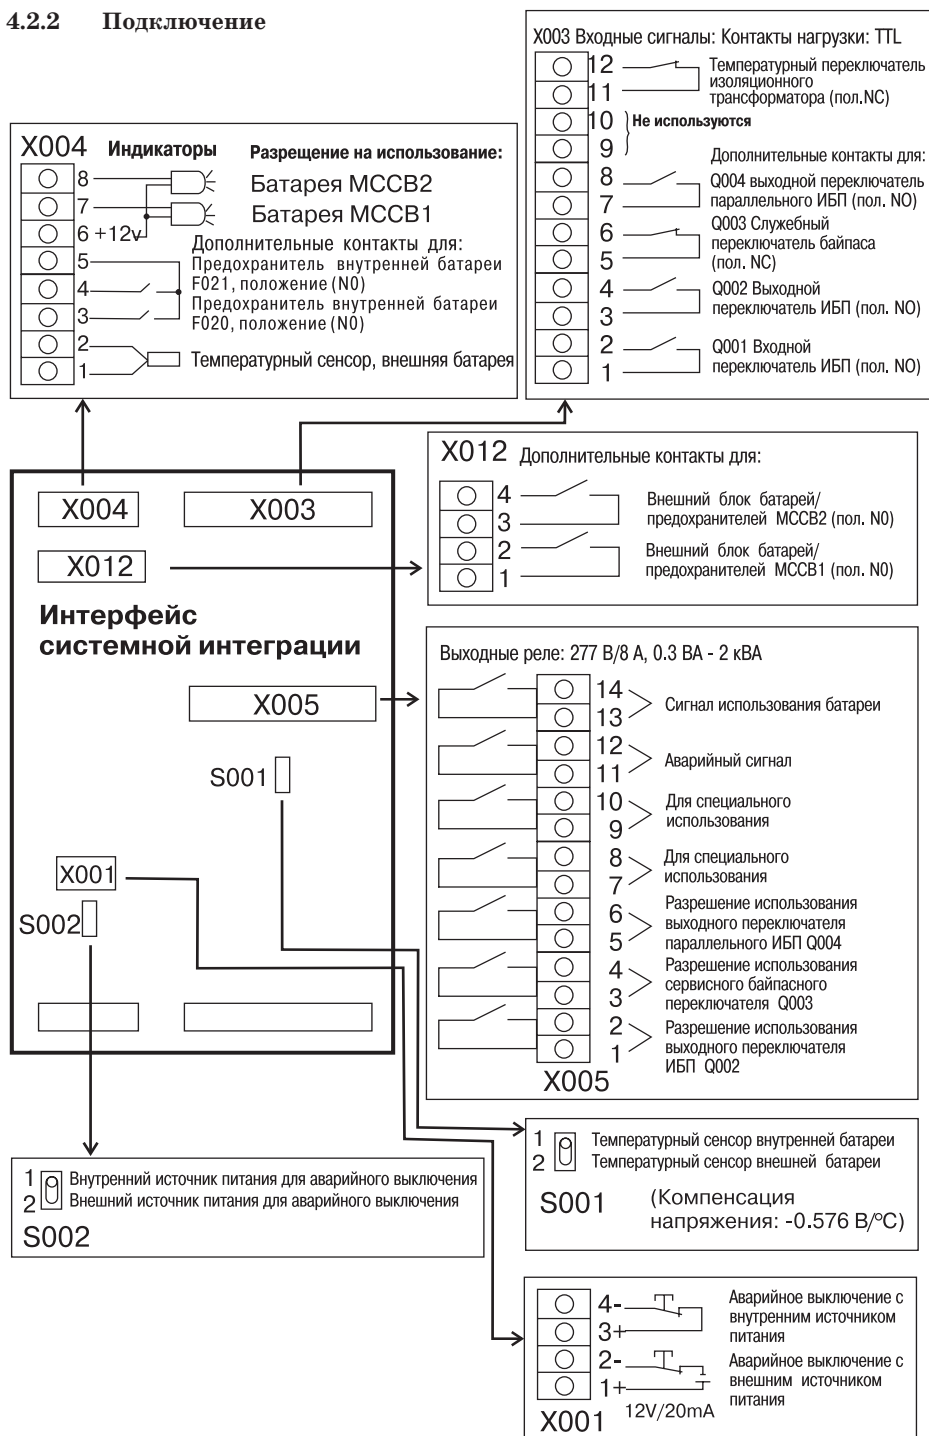 4.2.2 Подключение
X003 Входные сигналы: Контакты нагрузки: TTL
12
11
Температурный переключатель
изоляционного
трансформатора (пол.NC)
10
9
Не используются
Дополнительные контакты для:
8
7
Q004 выходной переключатель
параллельного ИБП (пол. NO)
6
5
Q003 Служебный
переключатель байпаса
(пол. NC)
4
3
Q002 Выходной
переключатель ИБП (пол. NO)
2
1
Q001 Входной
переключатель ИБП (пол. NO)
X004 Индикаторы Разрещение на использование:
8 Батарея MCCB2
7 Батарея MCCB1
6 +12v
Дополнительные контакты для:
5
Предохранитель внутренней батареи
4 F021, положение (N0)
Предохранитель внутренней батареи
3 F020, положение (N0)
2
1
Температурный сенсор, внешняя батарея
X012 Дополнительные контакты для:
4
3
Внешний блок батарей/
предохранителей MCCB2 (пол. N0)
2
1
Внешний блок батарей/
предохранителей MCCB1 (пол. N0)
X004 X003
X012
Интерфейс
системной интеграции
X005
S001
X001
S002
Выходные реле: 277 В/8 А, 0.3 ВА - 2 кВА
14
13
Сигнал использования батареи
12
11
Аварийный сигнал
10
9
Для специального
использования
8
7
Для специального
использования
6
5
Разрешение использования
выходного переключателя
параллельного ИБП Q004
4
3
Разрешение использования
сервисного байпасного
переключателя Q003
2
1
Разрешение использования
выходного переключателя
ИБП Q002
X005
1 Температурный сенсор внутренней батареи
2 Температурный сенсор внешней батареи
S001 (Компенсация
напряжения: -0.576 В/°C)
1 Внутренний источник питания для аварийного выключения
2 Внешний источник питания для аварийного выключения
S002
4-
3+
Аварийное выключение с
внутренним источником
питания
2-
1+
Аварийное выключение с
внешним источником
питания
12V/20mA
X001